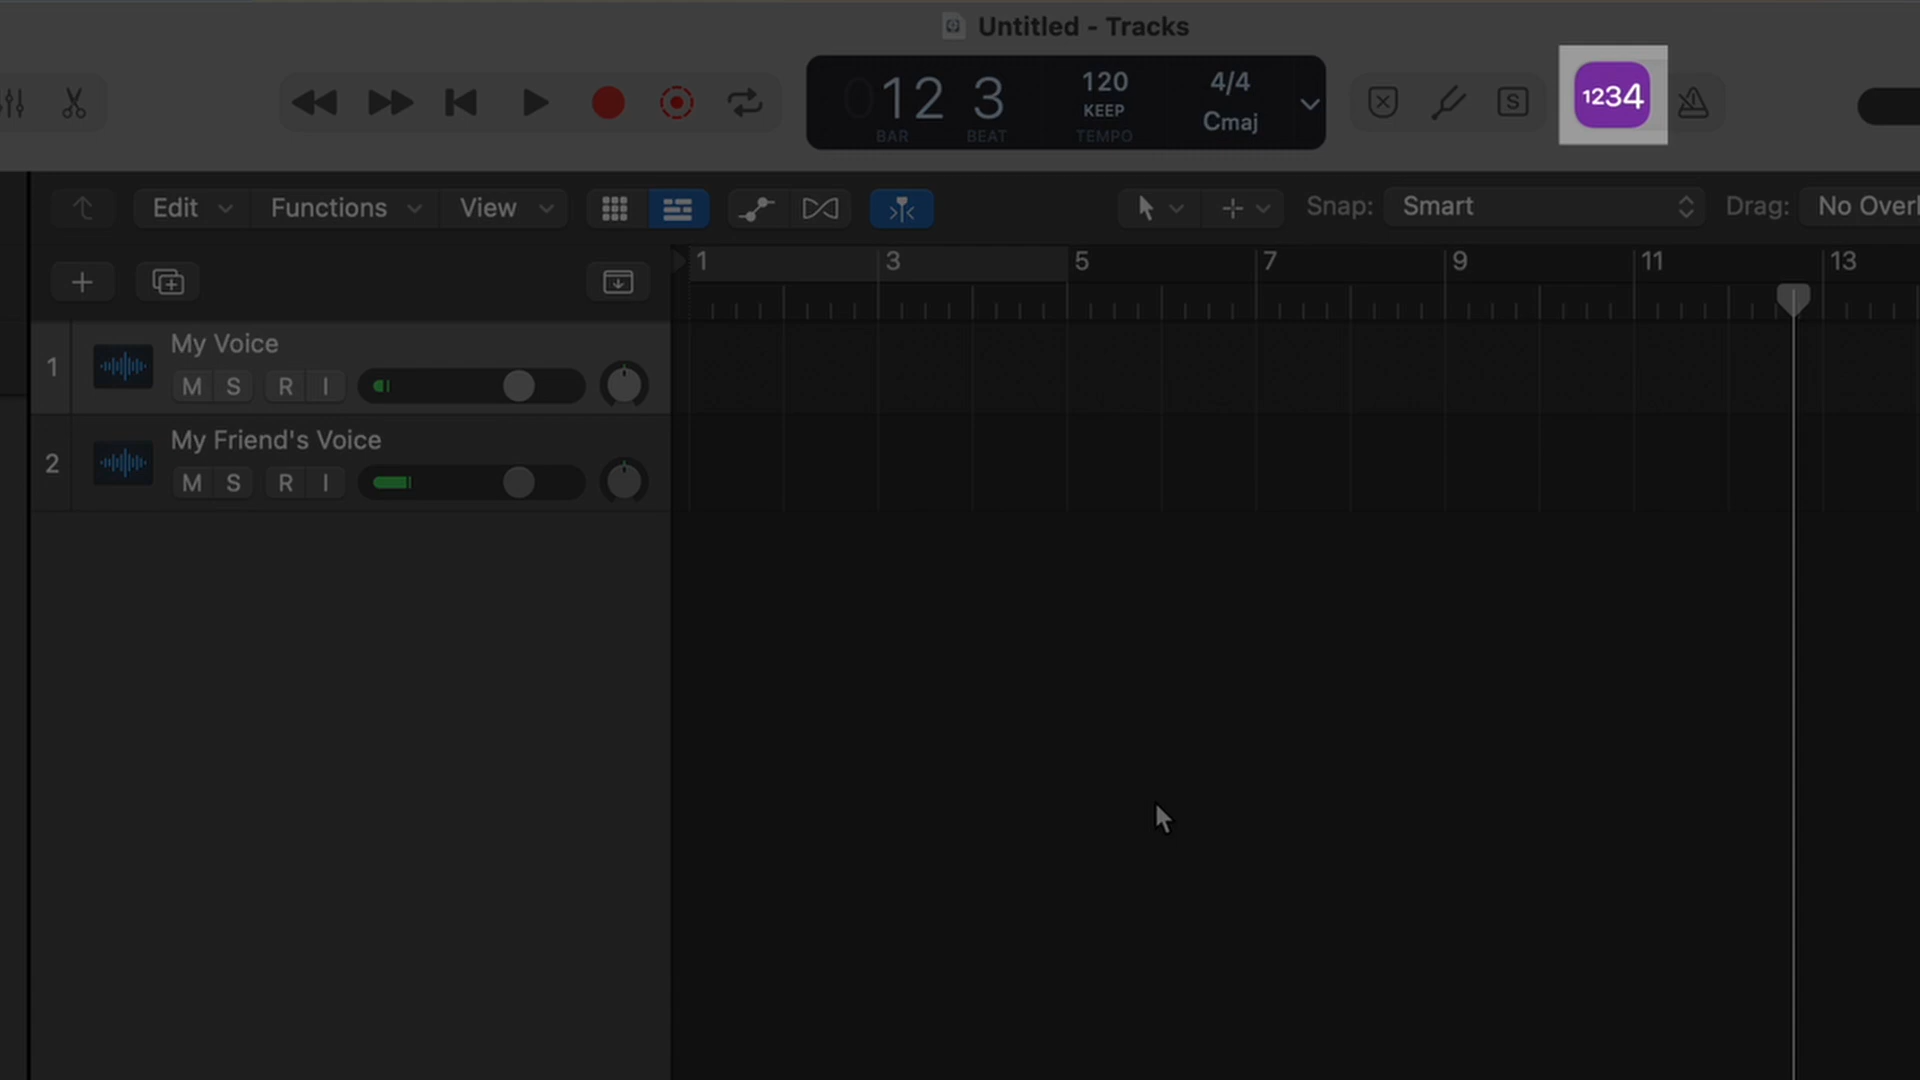 Untitled - Tracks
012 3
BAR BEAT
120
KEEP
TEMPO
4/4
Cmaj
S
1234
Edit Functions View
Snap: Smart Drag: No Overl
1 3 5 7 9 11 13
1 My Voice
M S R I
2 My Friend's Voice
M S R I